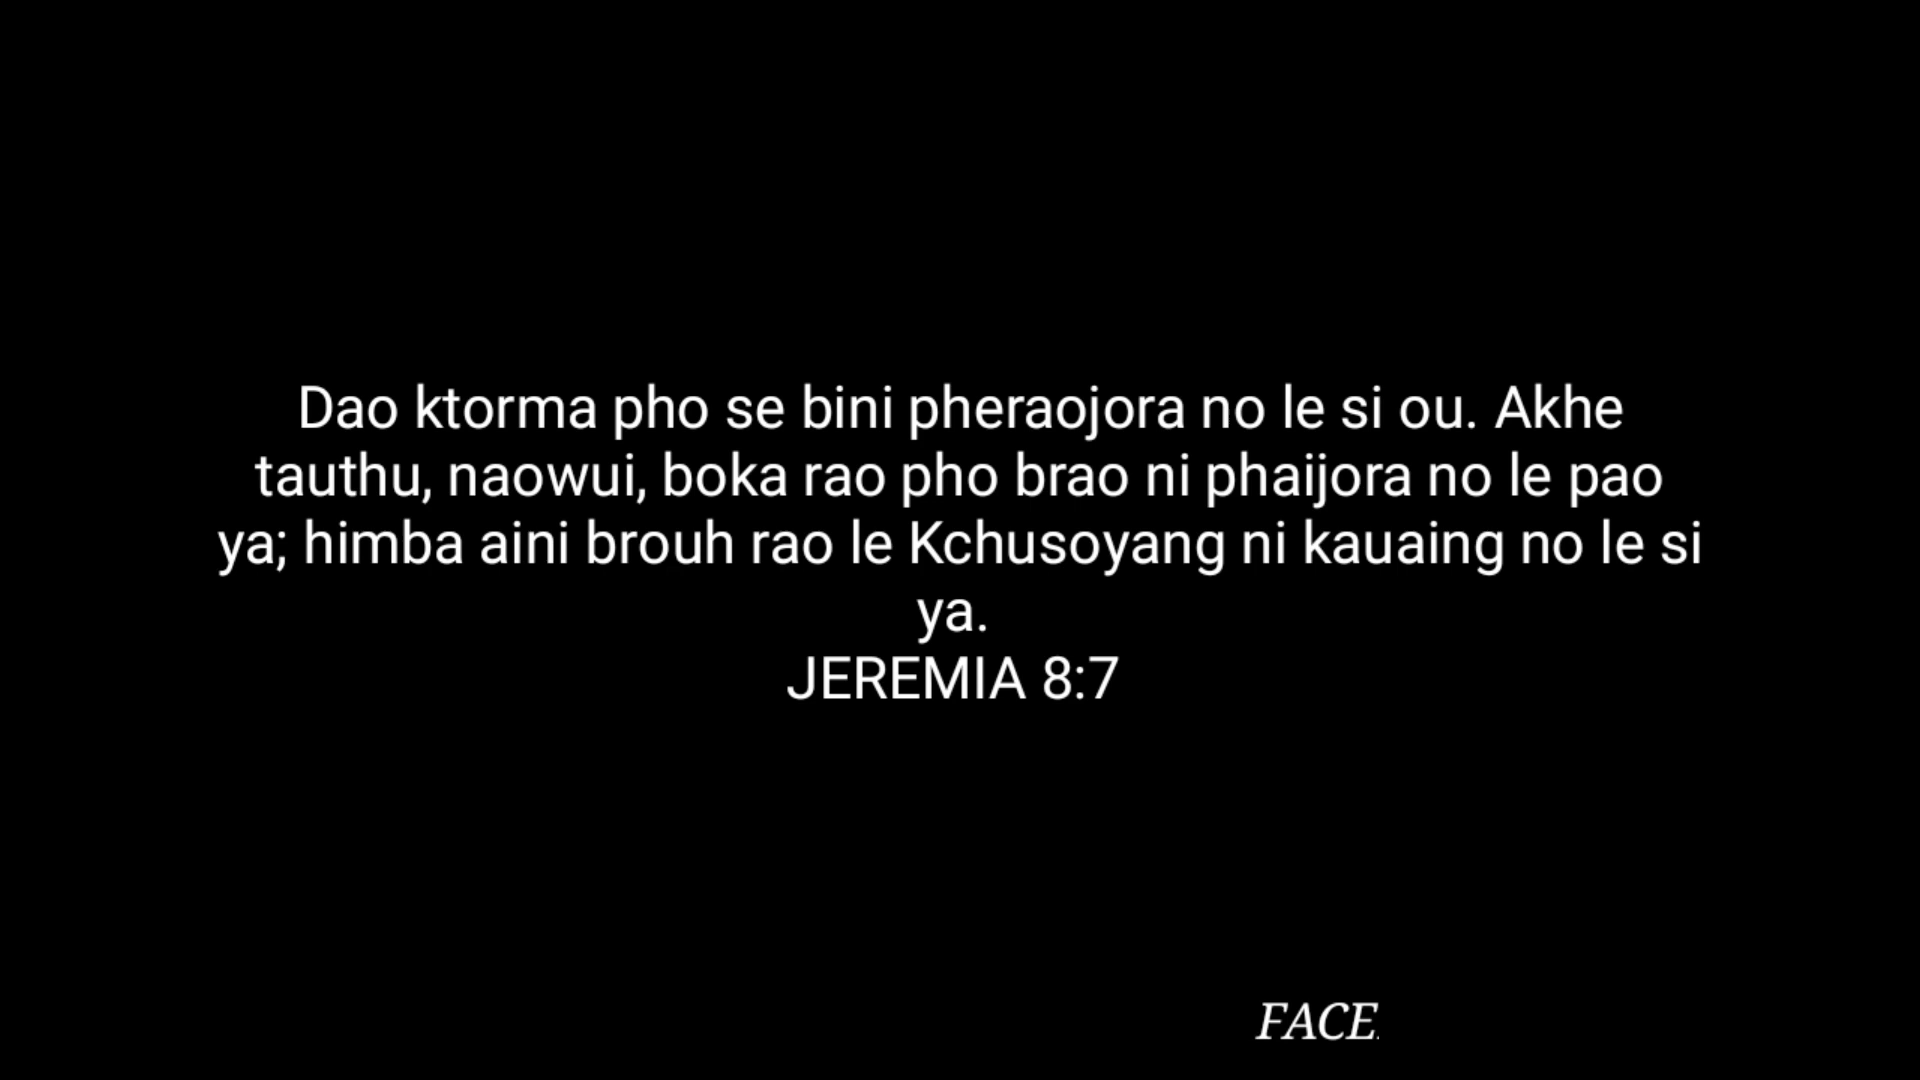 Dao ktorma pho se bini pheraojora no le si ou. Akhe
tauthu, naowui, boka rao pho brao ni phaijora no le pao
ya; himba aini brouh rao le Kchusoyang ni kauaing no le si
ya.
JEREMIA 8:7
FACE